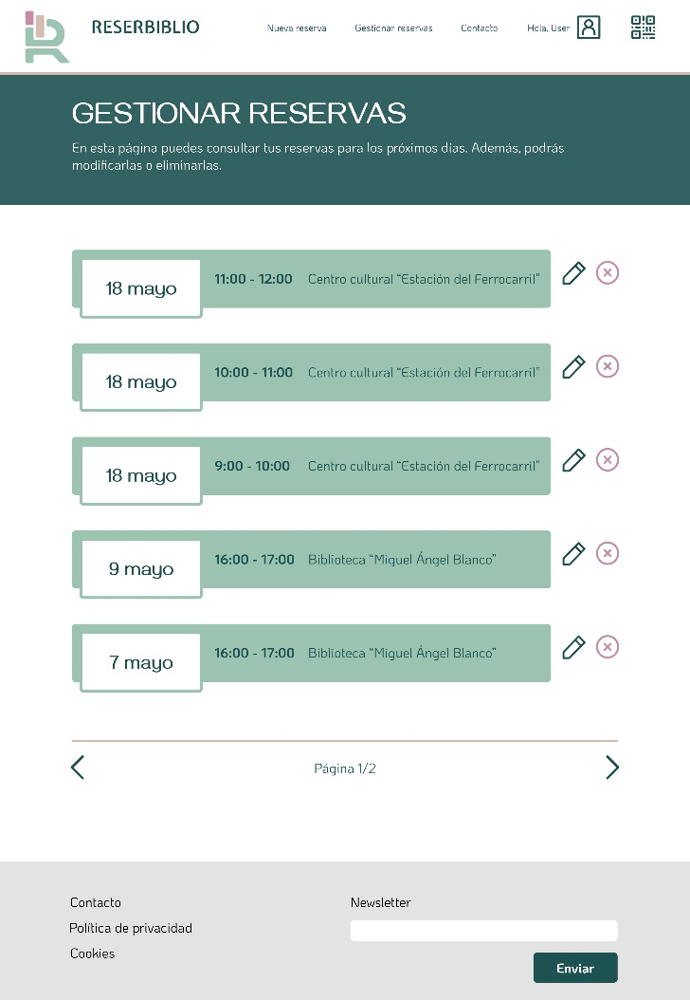 RESERBIBLIO
Nueva reserva
Gestionar reservas
Contacto
Hola, User
GESTIONAR RESERVAS
En esta página puedes consultar tus reservas para los próximos días. Además, podrás
modificarlas o eliminarlas.
18 mayo
11:00 - 12:00 Centro cultural “Estación del Ferrocarril”
18 mayo
10:00 - 11:00 Centro cultural “Estación del Ferrocarril”
18 mayo
9:00 - 10:00 Centro cultural “Estación del Ferrocarril”
9 mayo
16:00 - 17:00 Biblioteca “Miguel Ángel Blanco”
7 mayo
16:00 - 17:00 Biblioteca “Miguel Ángel Blanco”
Página 1/2
Contacto
Política de privacidad
Cookies
Newsletter
Enviar